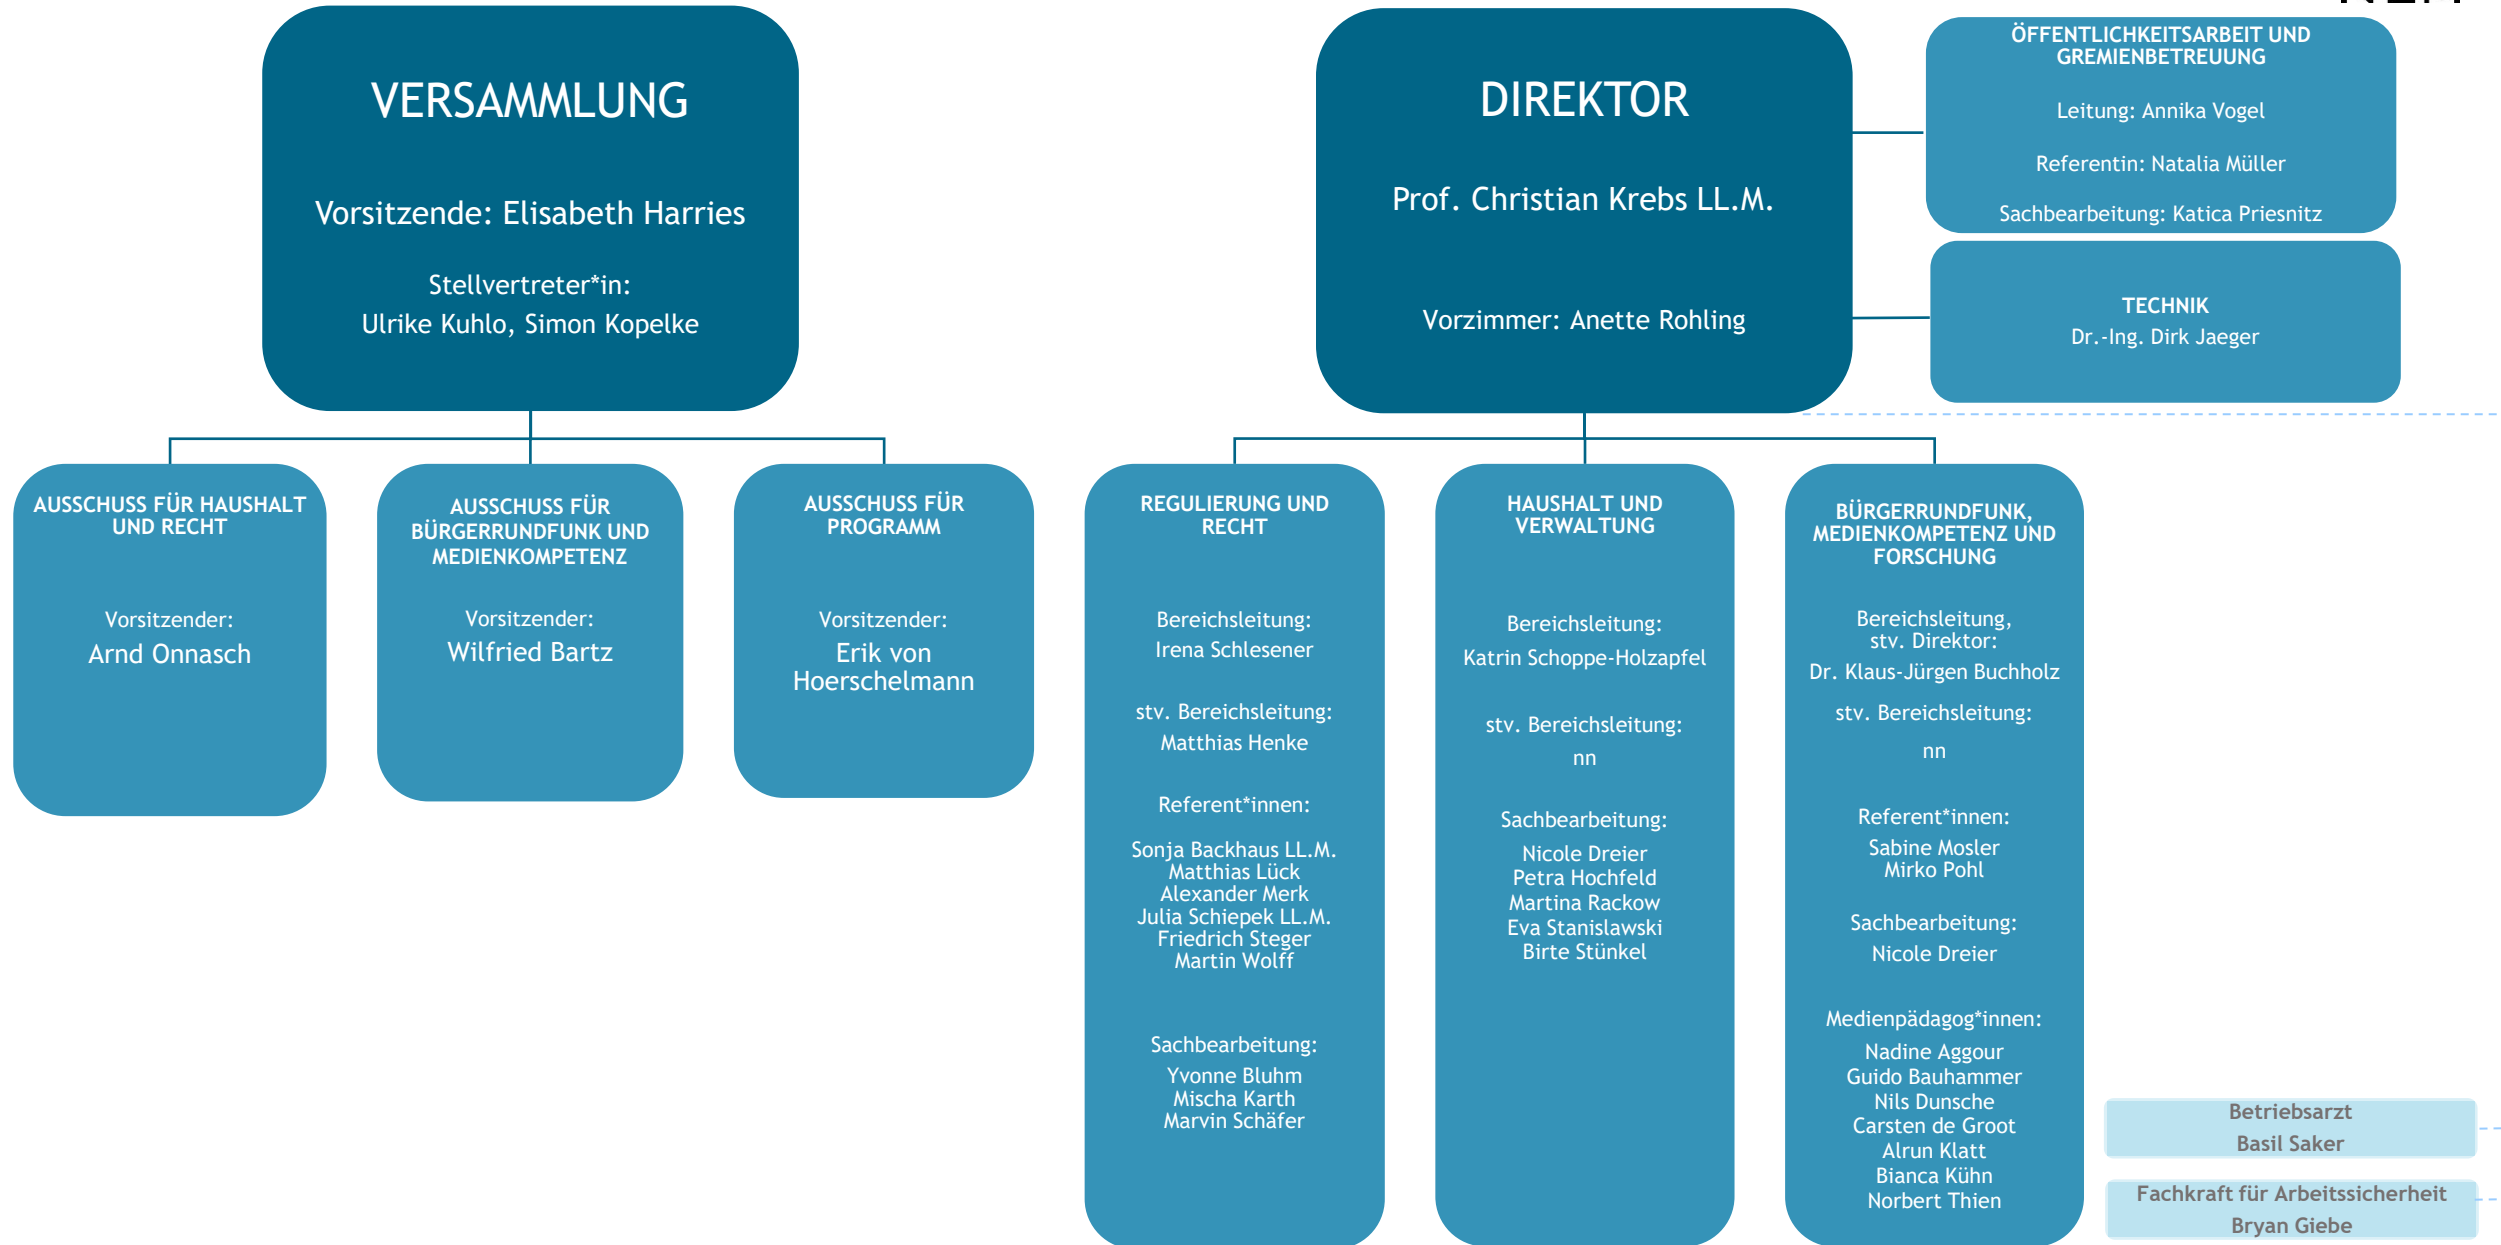 VERSAMMLUNG
Vorsitzende: Elisabeth Harries
Stellvertreter*in:
Ulrike Kuhlo, Simon Kopelke
DIREKTOR
Prof. Christian Krebs LL.M.
Vorzimmer: Anette Rohling
ÖFFENTLICHKEITSARBEIT UND
GREMIENBETREUUNG
Leitung: Annika Vogel
Referentin: Natalia Müller
Sachbearbeitung: Katica Priesnitz
TECHNIK
Dr.-Ing. Dirk Jaeger
AUSSCHUSS FÜR HAUSHALT
UND RECHT
Vorsitzender:
Arnd Onnasch
AUSSCHUSS FÜR
BÜRGERRUNDFUNK UND
MEDIENKOMPETENZ
Vorsitzender:
Wilfried Bartz
AUSSCHUSS FÜR
PROGRAMM
Vorsitzender:
Erik von
Hoerschelmann
REGULIERUNG UND
RECHT
Bereichsleitung:
Irena Schlesener
stv. Bereichsleitung:
Matthias Henke
Referent*innen:
Sonja Backhaus LL.M.
Matthias Lück
Alexander Merk
Julia Schiepek LL.M.
Friedrich Steger
Martin Wolff
Sachbearbeitung:
Yvonne Bluhm
Mischa Karth
Marvin Schäfer
HAUSHALT UND
VERWALTUNG
Bereichsleitung:
Katrin Schoppe-Holzapfel
stv. Bereichsleitung:
nn
Sachbearbeitung:
Nicole Dreier
Petra Hochfeld
Martina Rackow
Eva Stanislawski
Birte Stünkel
BÜRGERRUNDFUNK,
MEDIENKOMPETENZ UND
FORSCHUNG
Bereichsleitung,
stv. Direktor:
Dr. Klaus-Jürgen Buchholz
stv. Bereichsleitung:
nn
Referent*innen:
Sabine Mosler
Mirko Pohl
Sachbearbeitung:
Nicole Dreier
Medienpädagog*innen:
Nadine Aggour
Guido Bauhammer
Nils Dunsche
Carsten de Groot
Alrun Klatt
Bianca Kühn
Norbert Thien
Betriebsarzt
Basil Saker
Fachkraft für Arbeitssicherheit
Bryan Giebe